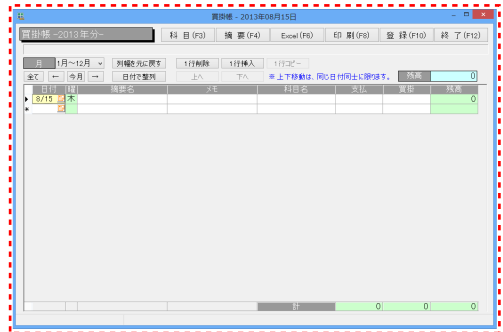 買掛帳 - 2013年08月15日
買掛帳 −2013年分−
科 目(F3) 摘 要(F4) Excel(F6) 印 刷(F8) 登 録(F10) 終 了(F12)
月 1月〜12月 列幅を元に戻す 1行削除 1行挿入 1行コピー
全て ← 今月 → 日付で整列 上へ 下へ ※上下移動は、同じ日付同士に限ります。 残高 0
日付 曜 摘要名 メモ 科目名 支払 買掛 残高
8/15 木 0
計 0 0 0